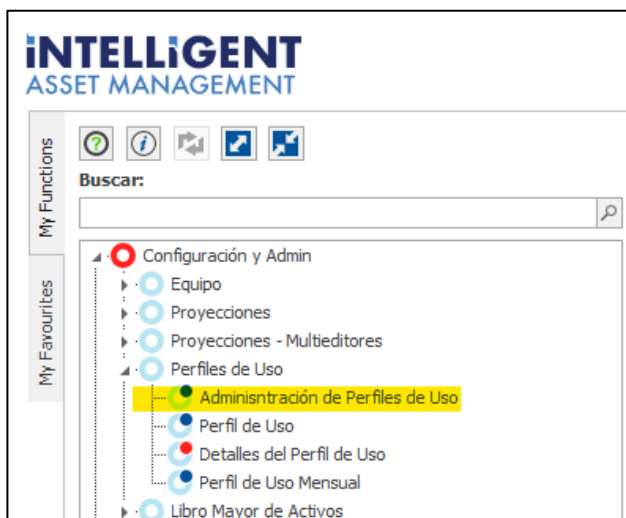 iNTELLiGENT
ASSET MANAGEMENT
My Functions
My Favourites
Buscar:
Configuración y Admin
Equipo
Proyecciones
Proyecciones - Multieditores
Perfiles de Uso
Adminisntración de Perfiles de Uso
Perfil de Uso
Detalles del Perfil de Uso
Perfil de Uso Mensual
Libro Mayor de Activos